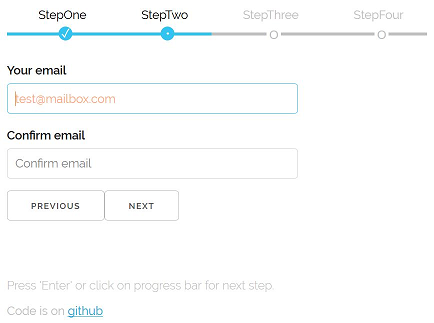 StepOne StepTwo StepThree StepFour
Your email
test@mailbox.com
Confirm email
Confirm email
PREVIOUS NEXT
Press 'Enter' or click on progress bar for next step.
Code is on github